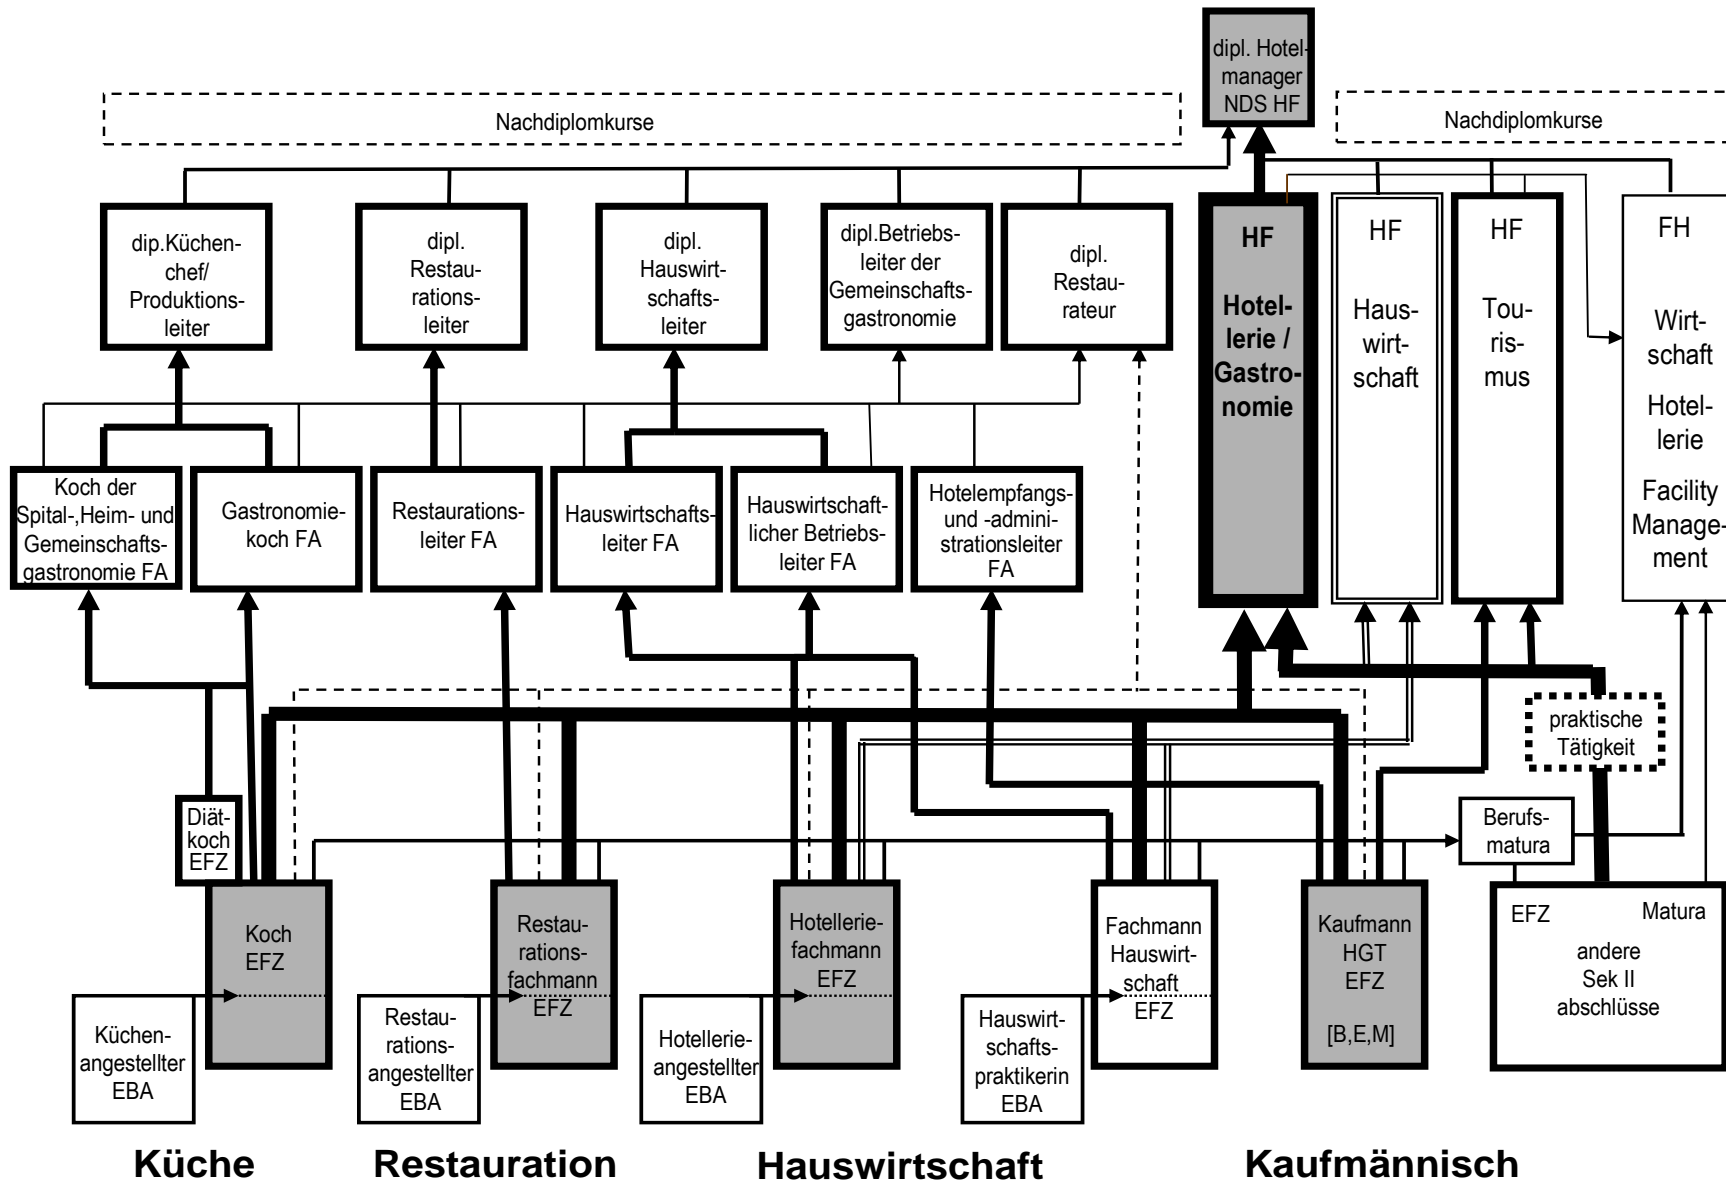 dipl. Hotel-
manager
NDS HF
Nachdiplomkurse
Nachdiplomkurse
dip.Küchen-
chef/
Produktions-
leiter
dipl.
Restau-
rations-
leiter
dipl.
Hauswirt-
schafts-
leiter
dipl.Betriebs-
leiter der
Gemeinschafts-
gastronomie
dipl.
Restau-
rateur
HF
Hotel-
lerie /
Gastro-
nomie
HF
Haus-
wirt-
schaft
HF
Tou-
ris-
mus
FH
Wirt-
schaft
Hotel-
lerie
Facility
Manage-
ment
Koch der
Spital-,Heim- und
Gemeinschafts-
gastronomie FA
Gastronomie-
koch FA
Restaurations-
leiter FA
Hauswirtschafts-
leiter FA
Hauswirtschaft-
licher Betriebs-
leiter FA
Hotelempfangs-
und -admini-
strationsleiter
FA
praktische
Tätigkeit
Diät-
koch
EFZ
Berufs-
matura
Koch
EFZ
Restau-
rations-
fachmann
EFZ
Hotellerie-
fachmann
EFZ
Fachmann
Hauswirt-
schaft
EFZ
Kaufmann
HGT
EFZ
[B,E,M]
EFZ Matura
andere
Sek II
abschlüsse
Küchen-
angestellter
EBA
Restau-
rations-
angestellter
EBA
Hotellerie-
angestellter
EBA
Hauswirt-
schafts-
praktikerin
EBA
Küche Restauration Hauswirtschaft Kaufmännisch